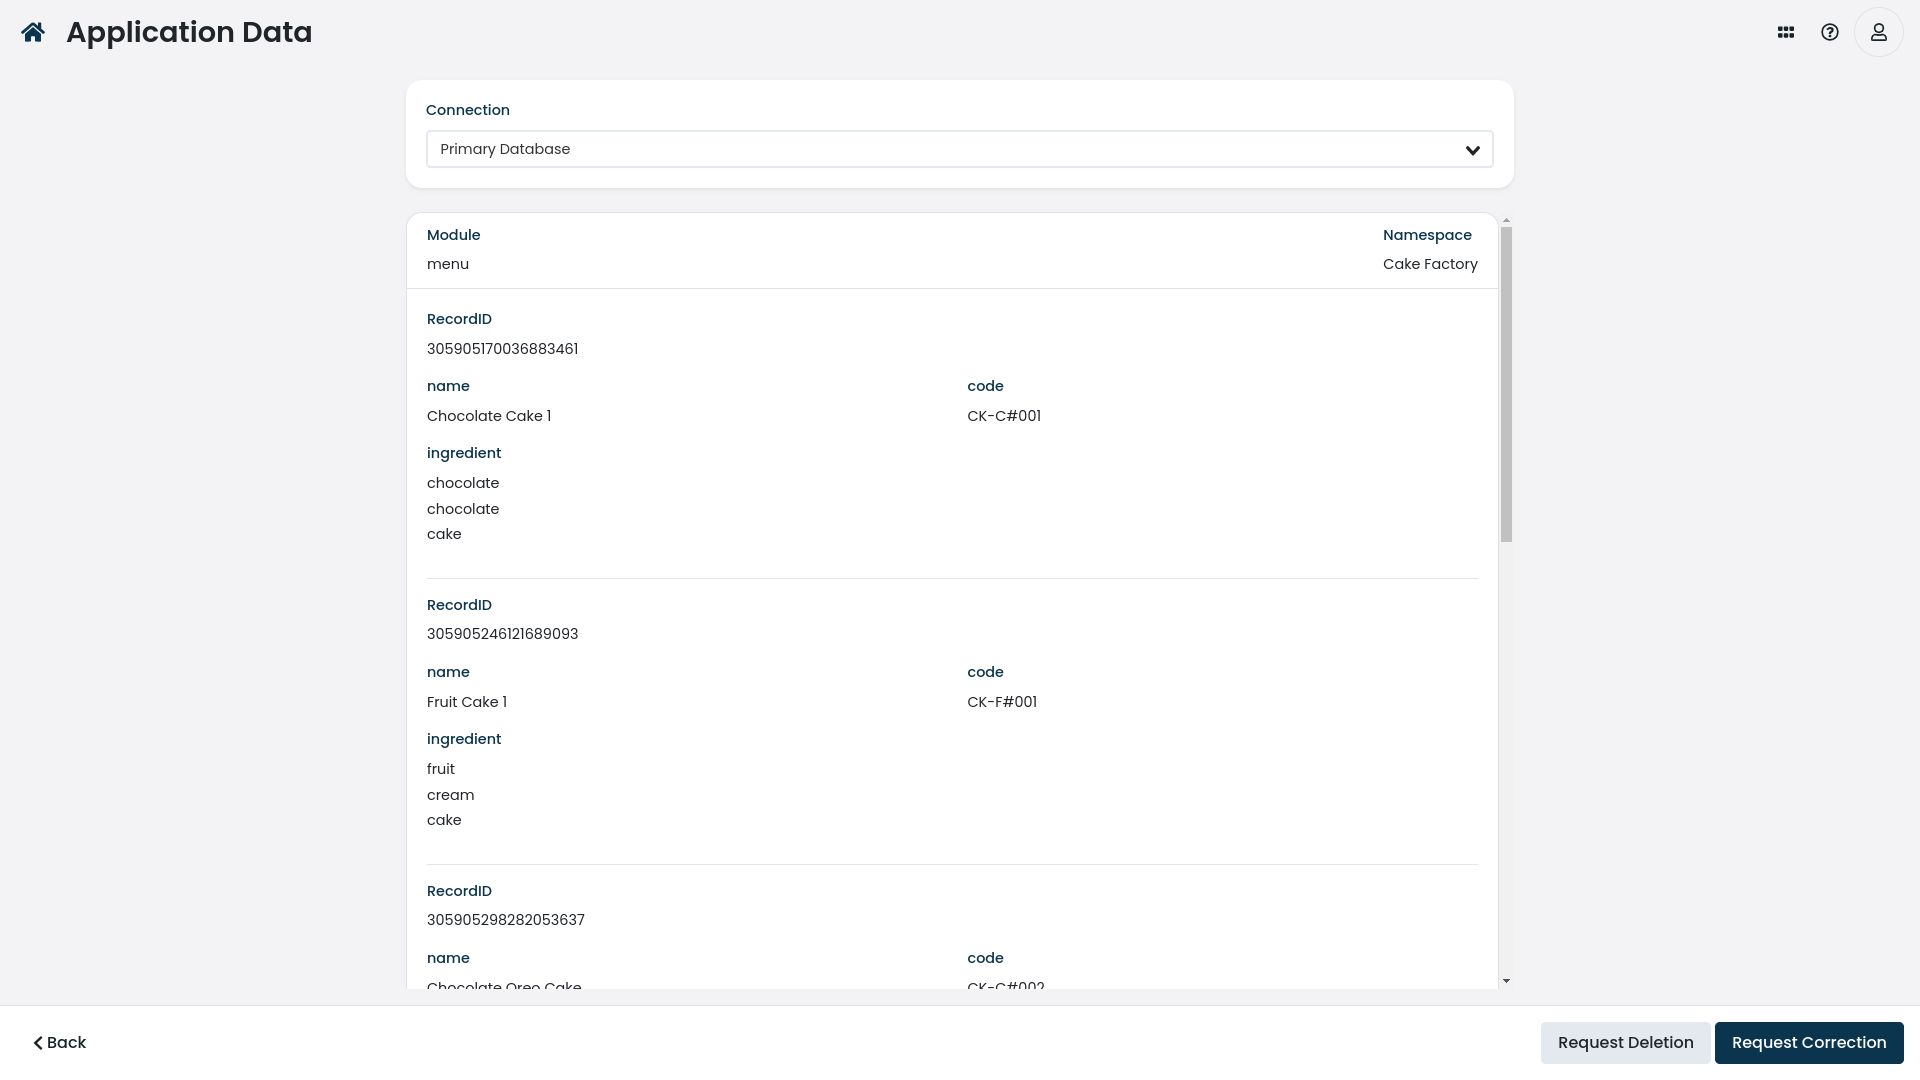 Application Data
Connection
Primary Database
Module Namespace
menu Cake Factory
RecordID
305905170036883461
name code
Chocolate Cake 1 CK-C#001
ingredient
chocolate
chocolate
cake
RecordID
305905246121689093
name code
Fruit Cake 1 CK-F#001
ingredient
fruit
cream
cake
RecordID
305905298282053637
name code
Chocolate Oreo Cake CK-C#002
Back Request Deletion Request Correction